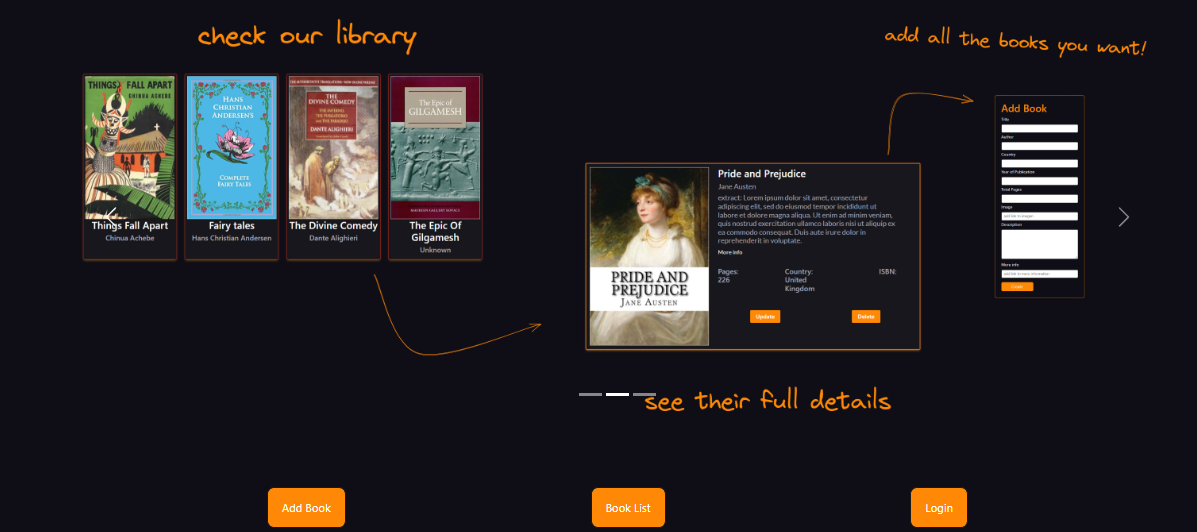 check our library
add all the books you want!
THINGS FALL APART
CHINUA ACHEBE
Things Fall Apart
Chinua Achebe
HANS
CHRISTIAN
ANDERSEN'S
COMPLETE
FAIRY TALES
Fairy tales
Hans Christian Andersen
THE
DIVINE COMEDY
THE INFERNO,
THE PURGATORIO,
AND THE PARADISO
DANTE ALIGHIERI
The Divine Comedy
Dante Alighieri
The Epic of
GILGAMESH
The Epic Of
Gilgamesh
Unknown
PRIDE AND
PREJUDICE
JANE AUSTEN
Pride and Prejudice
Jane Austen
extract: Lorem ipsum dolor sit amet, consectetur
adipiscing elit, sed do eiusmod tempor incididunt ut
labore et dolore magna aliqua. Ut enim ad minim veniam,
quis nostrud exercitation ullamco laboris nisi ut aliquip ex
ea commodo consequat. Duis aute irure dolor in
reprehenderit in voluptate.
More info
Pages:
226
Country:
United
Kingdom
ISBN:
Update
Delete
Add Book
Title
Author
Country
Year of Publication
Total Pages
Image
Description
More info
add link to more information
Create
see their full details
Add Book
Book List
Login